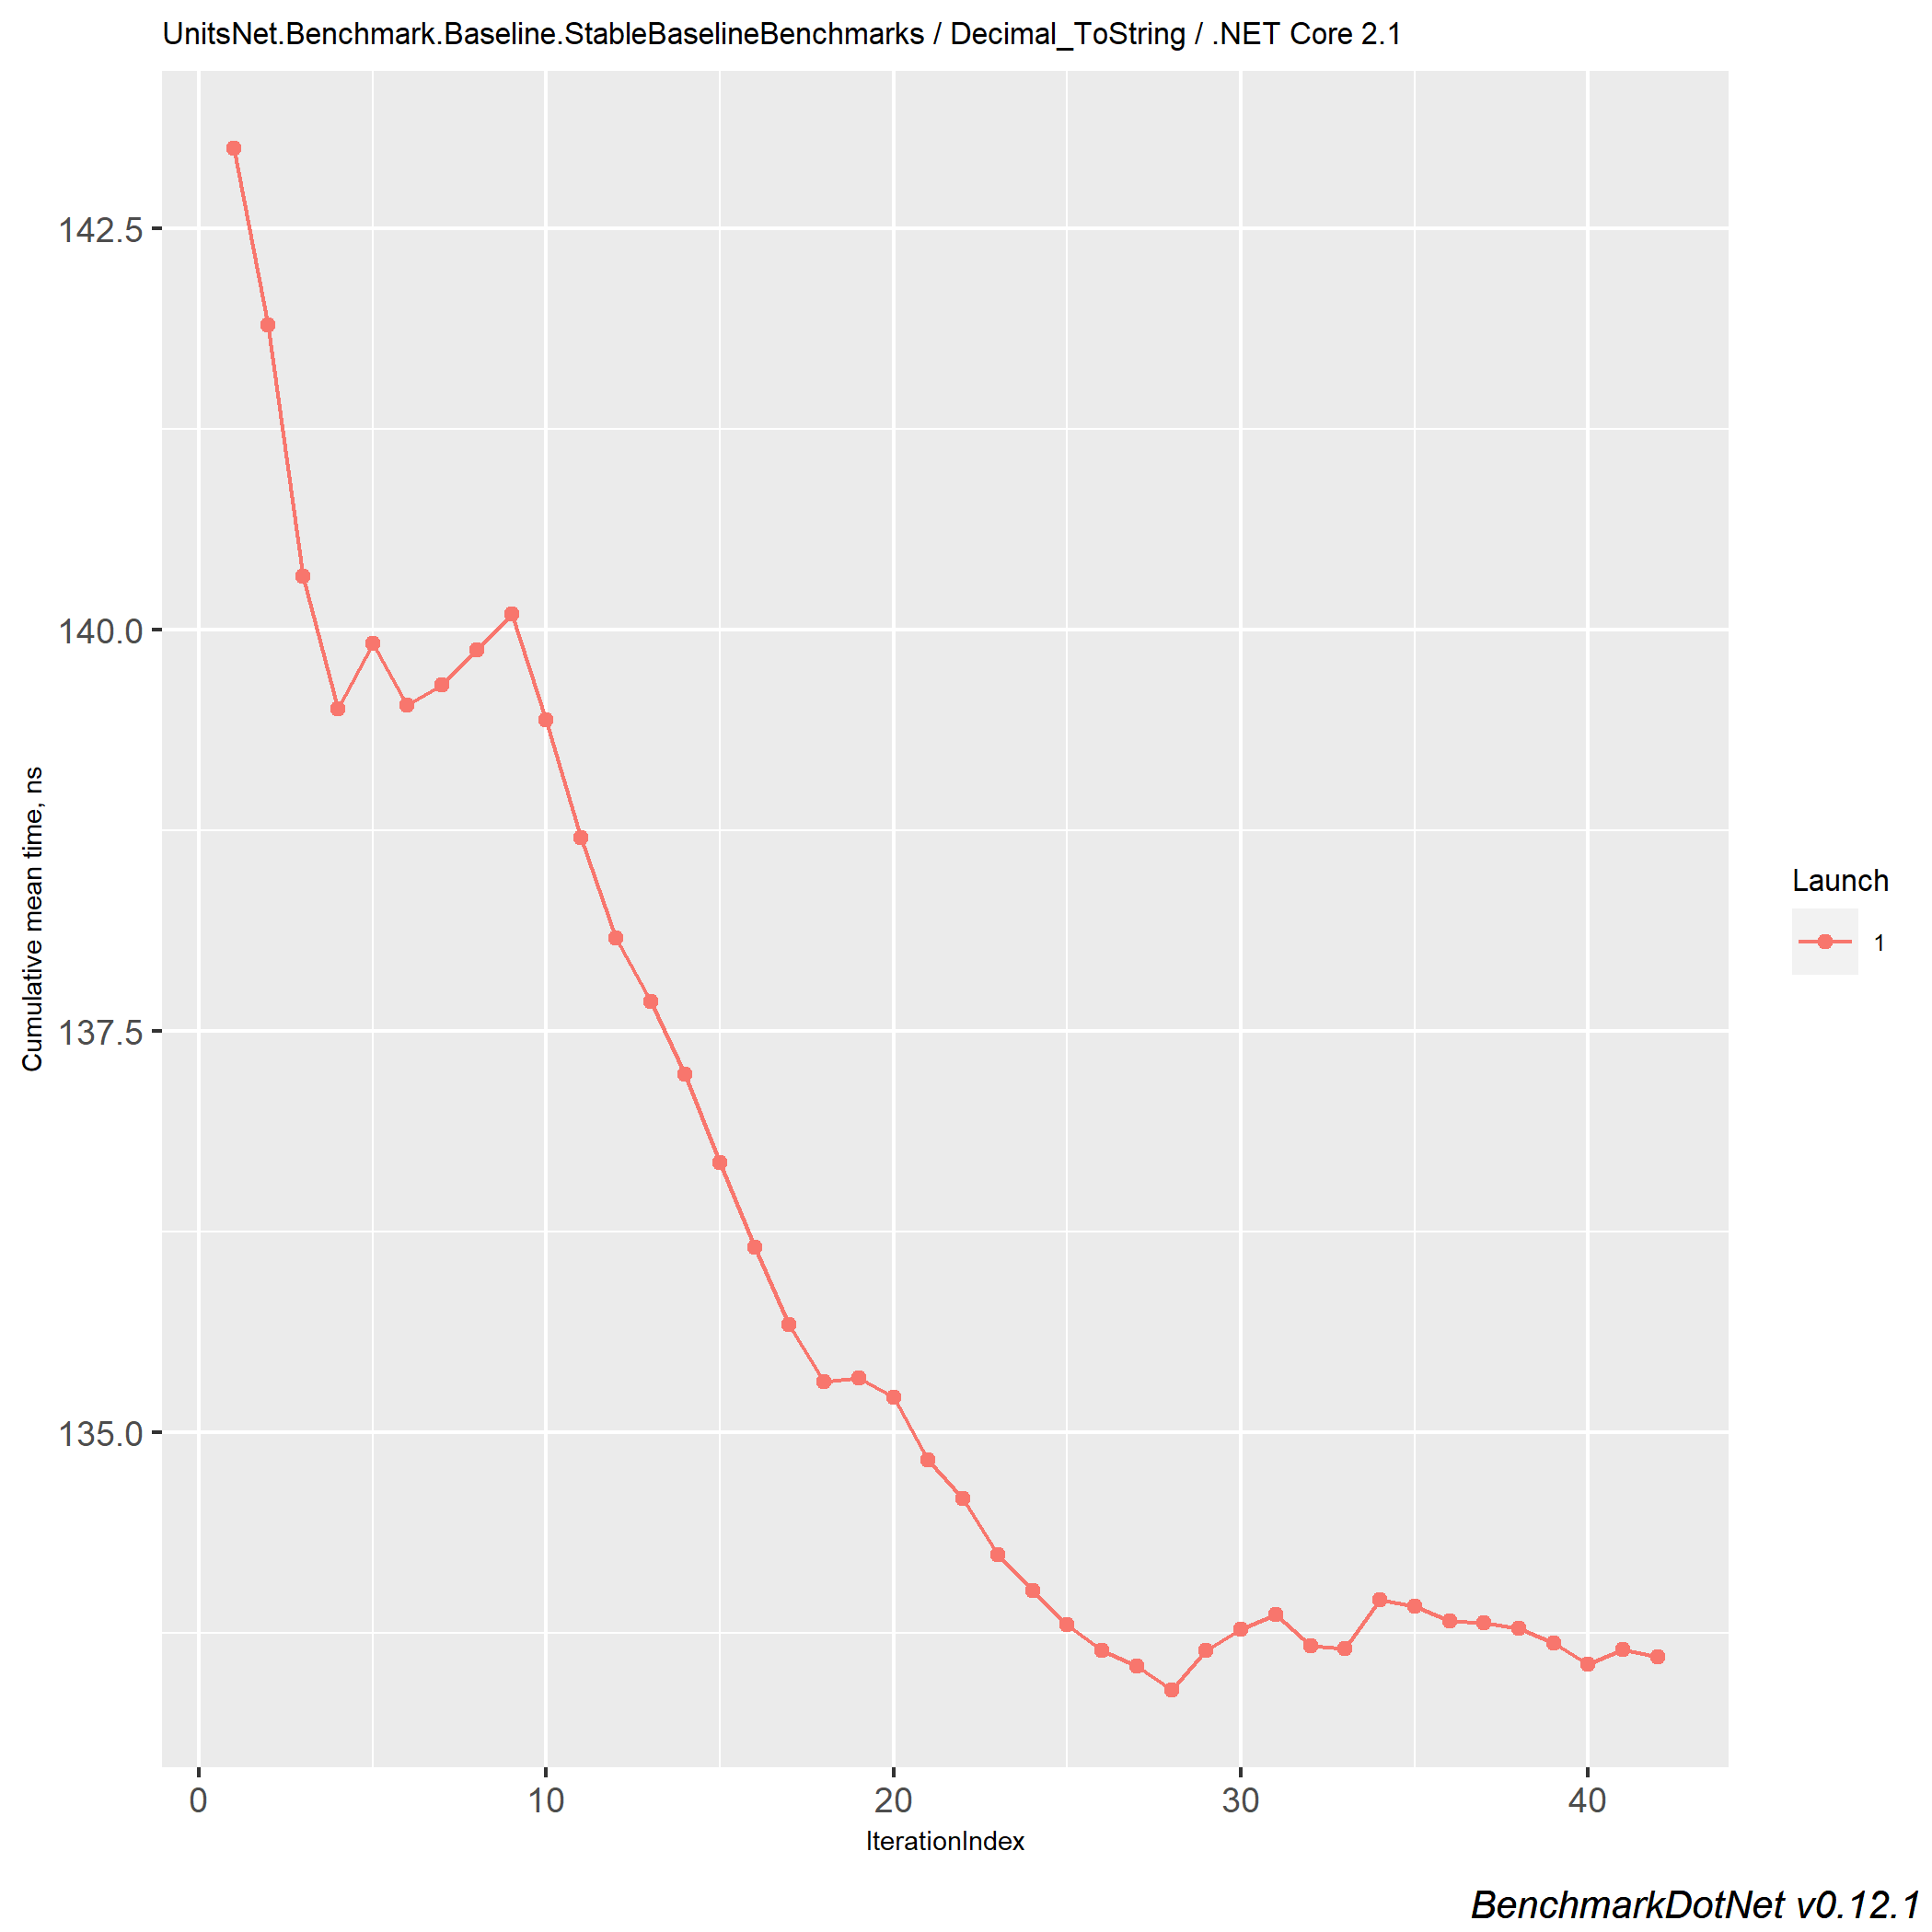 UnitsNet.Benchmark.Baseline.StableBaselineBenchmarks / Decimal_ToString / .NET Core 2.1
Cumulative mean time, ns
142.5
140.0
137.5
135.0
0 10 20 30 40
IterationIndex
Launch
1
BenchmarkDotNet v0.12.1